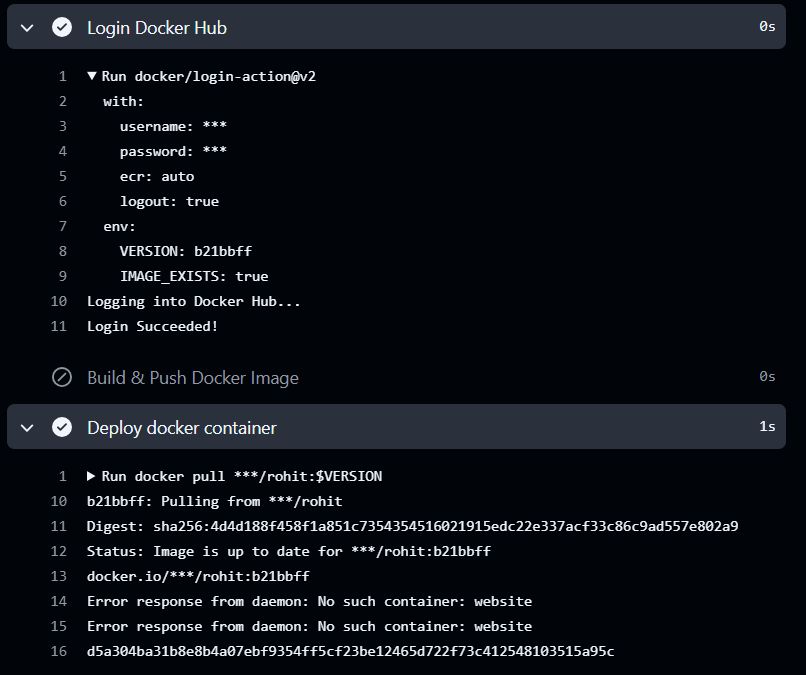 Login Docker Hub 0s
1 ▼ Run docker/login-action@v2
2 with:
3 username: ***
4 password: ***
5 ecr: auto
6 logout: true
7 env:
8 VERSION: b21bbff
9 IMAGE_EXISTS: true
10 Logging into Docker Hub...
11 Login Succeeded!
Build & Push Docker Image 0s
Deploy docker container 1s
1 ▶ Run docker pull ***/rohit:$VERSION
10 b21bbff: Pulling from ***/rohit
11 Digest: sha256:4d4d188f458f1a851c7354354516021915edc22e337acf33c86c9ad557e802a9
12 Status: Image is up to date for ***/rohit:b21bbff
13 docker.io/***/rohit:b21bbff
14 Error response from daemon: No such container: website
15 Error response from daemon: No such container: website
16 d5a304ba31b8e8b4a07ebf9354ff5cf23be12465d722f73c412548103515a95c